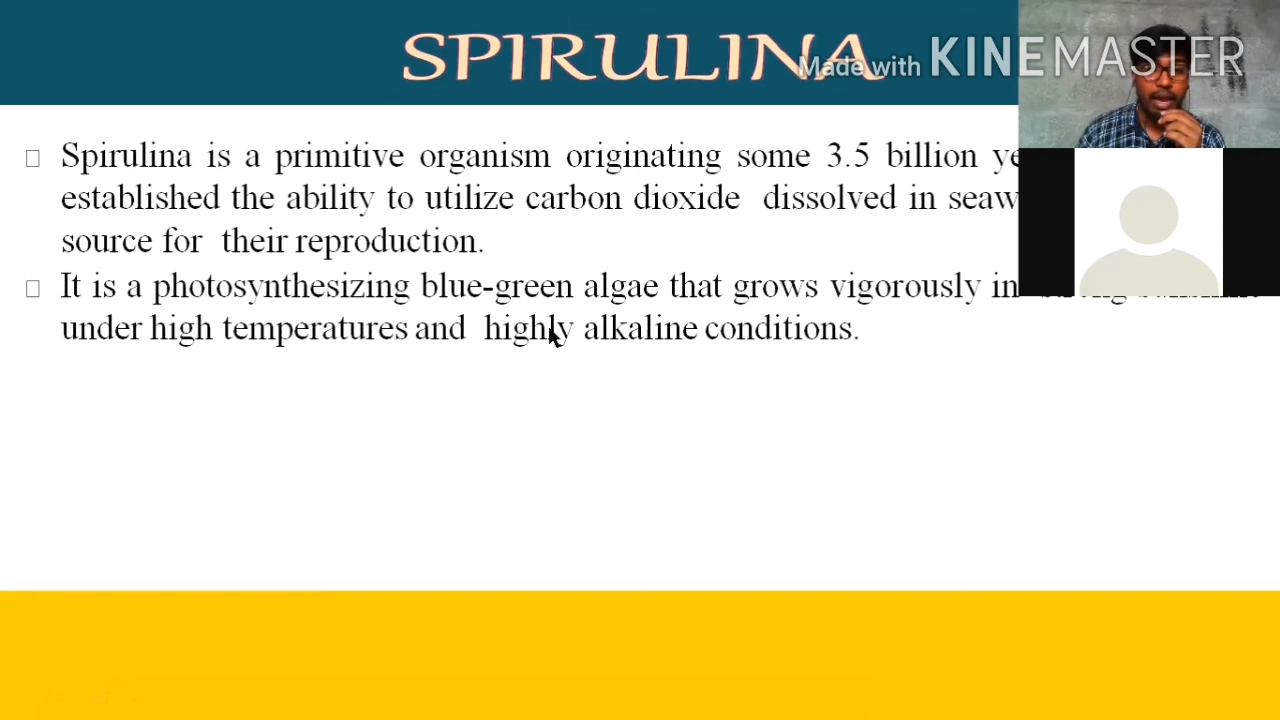 SPIRULINA
Made with KINEMASTER
Spirulina is a primitive organism originating some 3.5 billion
established the ability to utilize carbon dioxide dissolved in
source for their reproduction.
It is a photosynthesizing blue-green algae that grows vigorously in
under high temperatures and highly alkaline conditions.